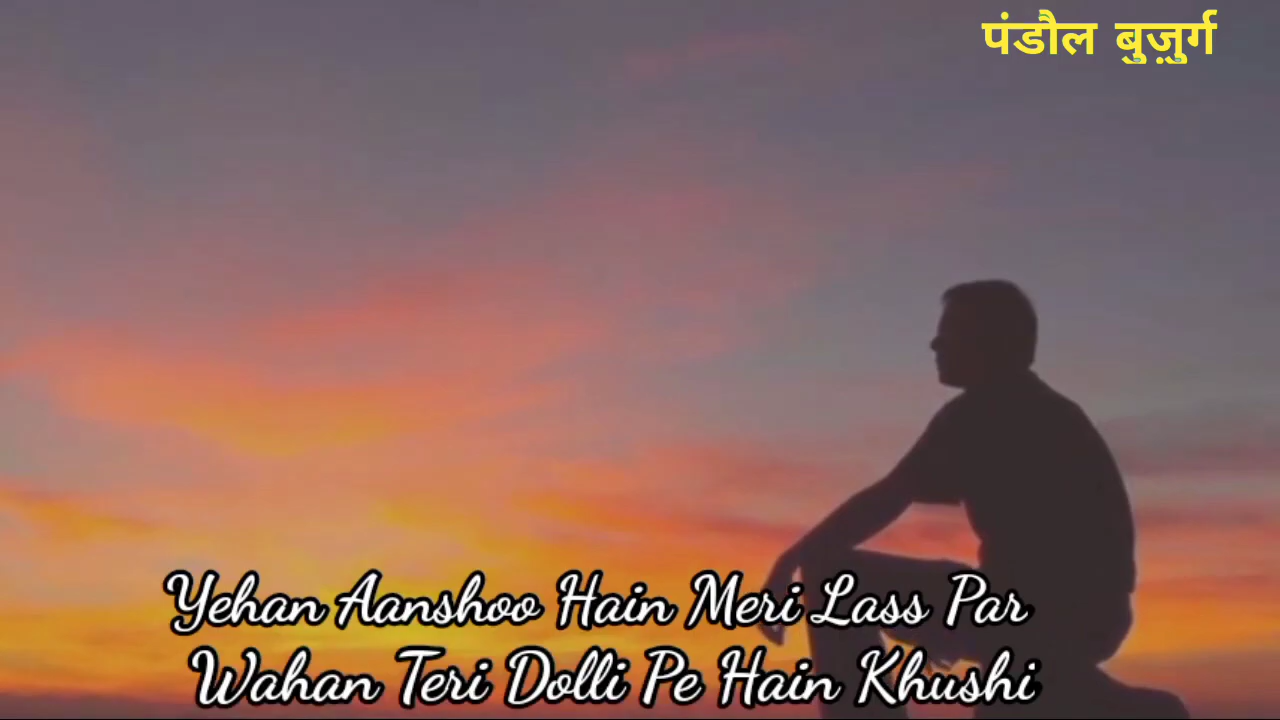 पंडौल बुज़ुर्ग
Yehan Aanshoo Hain Meri Lass Par
Wahan Teri Dolli Pe Hain Khushi